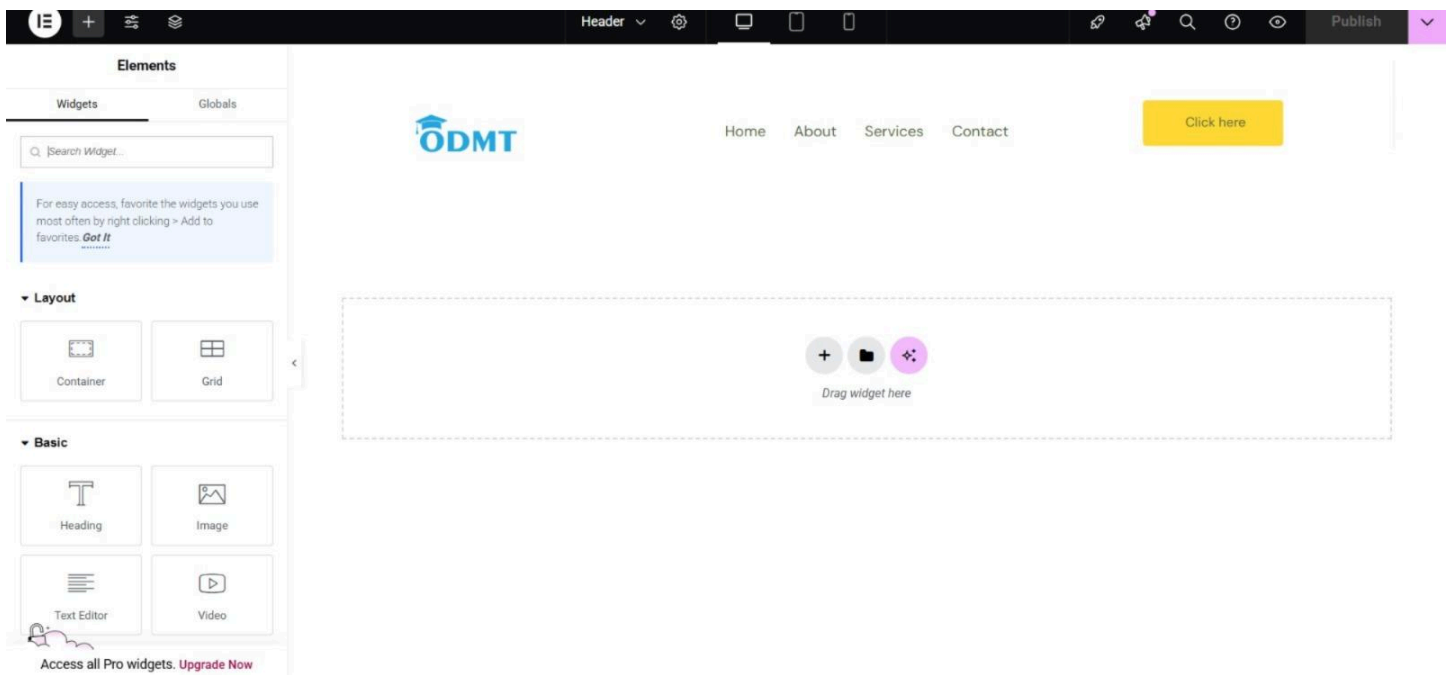 Header
Publish
Elements
Widgets
Globals
Search Widget...
For easy access, favorite the widgets you use
most often by right clicking > Add to
favorites. Got It
Layout
Container
Grid
Basic
Heading
Image
Text Editor
Video
Access all Pro widgets. Upgrade Now
ODMT
Home
About
Services
Contact
Click here
Drag widget here